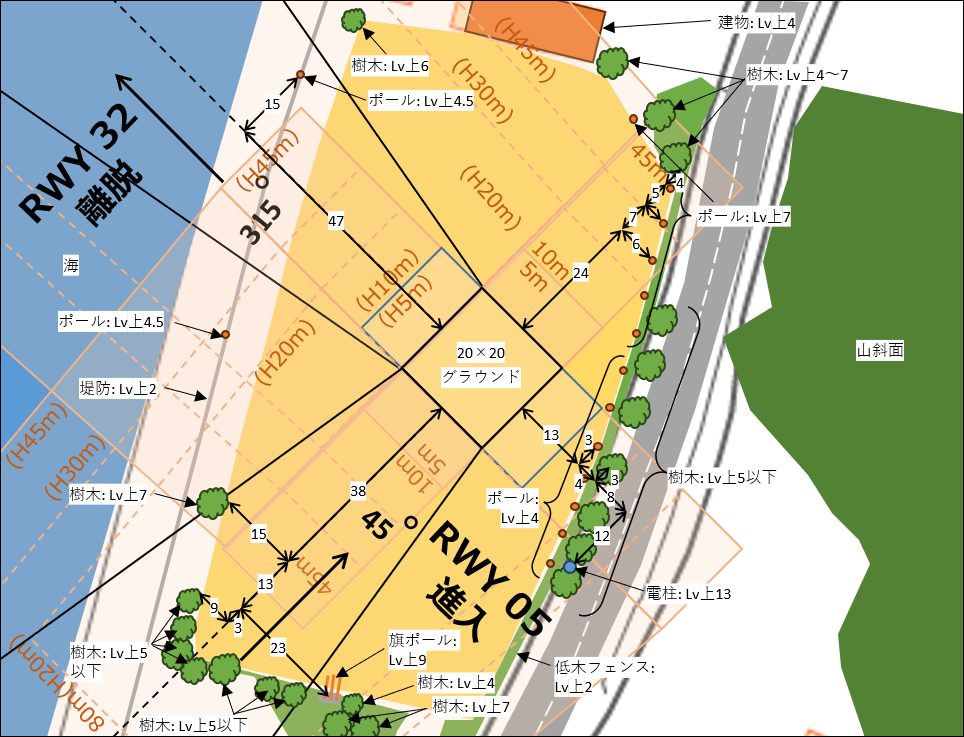 建物: Lv上4
(H45m)
樹木: Lv上6
樹木: Lv上4～7
(H30m)
ポール: Lv上4.5
15
RWY 32
離脱
(H45m)
45m
4
5
(H20m)
ポール: Lv上7
315°
47
7
6
海
(H10m)
(H5m)
10m
5m
24
ポール: Lv上4.5
(H20m)
20×20
グラウンド
山斜面
堤防: Lv上2
(H45m)
(H30m)
13
3
5m
10m
樹木: Lv上5以下
樹木: Lv上7
38
4
3
8
ポール:
Lv上4
45°
RWY 05
進入
15
12
45m
13
電柱: Lv上13
9
3
23
旗ポール:
Lv上9
樹木: Lv上5
以下
低木フェンス:
Lv上2
樹木: Lv上4
(H20m)
80m
樹木: Lv上5以下
樹木: Lv上7